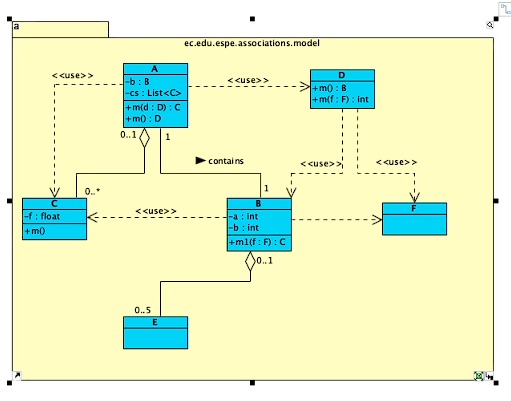 a
ec.edu.espe.associations.model
A
-b : B
-cs : List<C>
+m(d : D) : C
+m() : D
<<use>>
<<use>>
D
+m() : B
+m(f : F) : int
0..1
1
contains
<<use>>
<<use>>
0..*
1
C
-f : float
+m()
<<use>>
B
-a : int
-b : int
+m1(f : F) : C
F
0..1
0..5
E